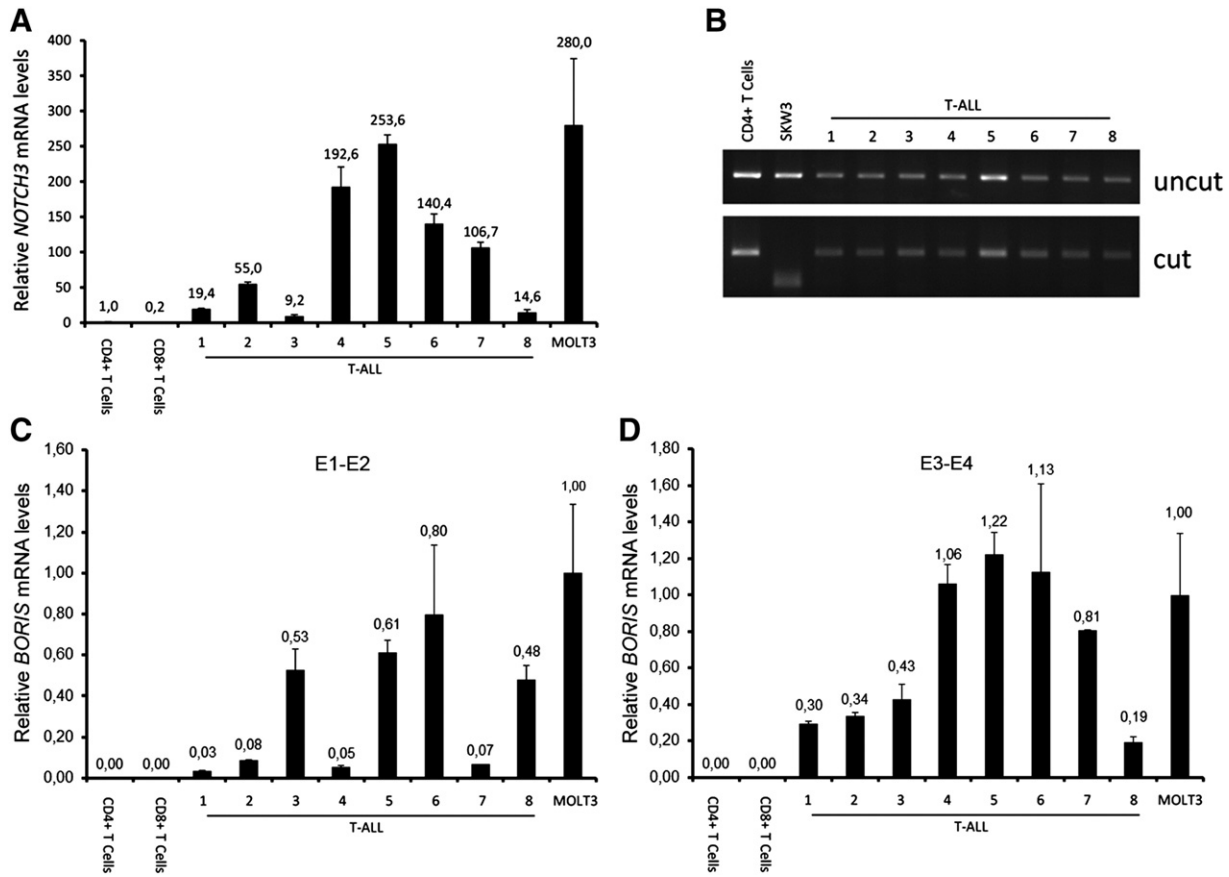 A
Relative NOTCH3 mRNA levels
400
350
300
250
200
150
100
50
0
1,0
0,2
19,4
55,0
9,2
192,6
253,6
140,4
106,7
14,6
280,0
CD4+ T Cells
CD8+ T Cells
1 2 3 4 5 6 7 8 MOLT3
T-ALL
B
CD4+ T Cells
SKW3
T-ALL
1 2 3 4 5 6 7 8
uncut
cut
C
E1-E2
Relative BORIS mRNA levels
1,60
1,40
1,20
1,00
0,80
0,60
0,40
0,20
0,00
0,00
0,00
0,03
0,08
0,53
0,05
0,61
0,80
0,07
0,48
1,00
CD4+ T Cells
CD8+ T Cells
1 2 3 4 5 6 7 8 MOLT3
T-ALL
D
E3-E4
Relative BORIS mRNA levels
1,80
1,60
1,40
1,20
1,00
0,80
0,60
0,40
0,20
0,00
0,00
0,00
0,30
0,34
0,43
1,06
1,22
1,13
0,81
0,19
1,00
CD4+ T Cells
CD8+ T Cells
1 2 3 4 5 6 7 8 MOLT3
T-ALL